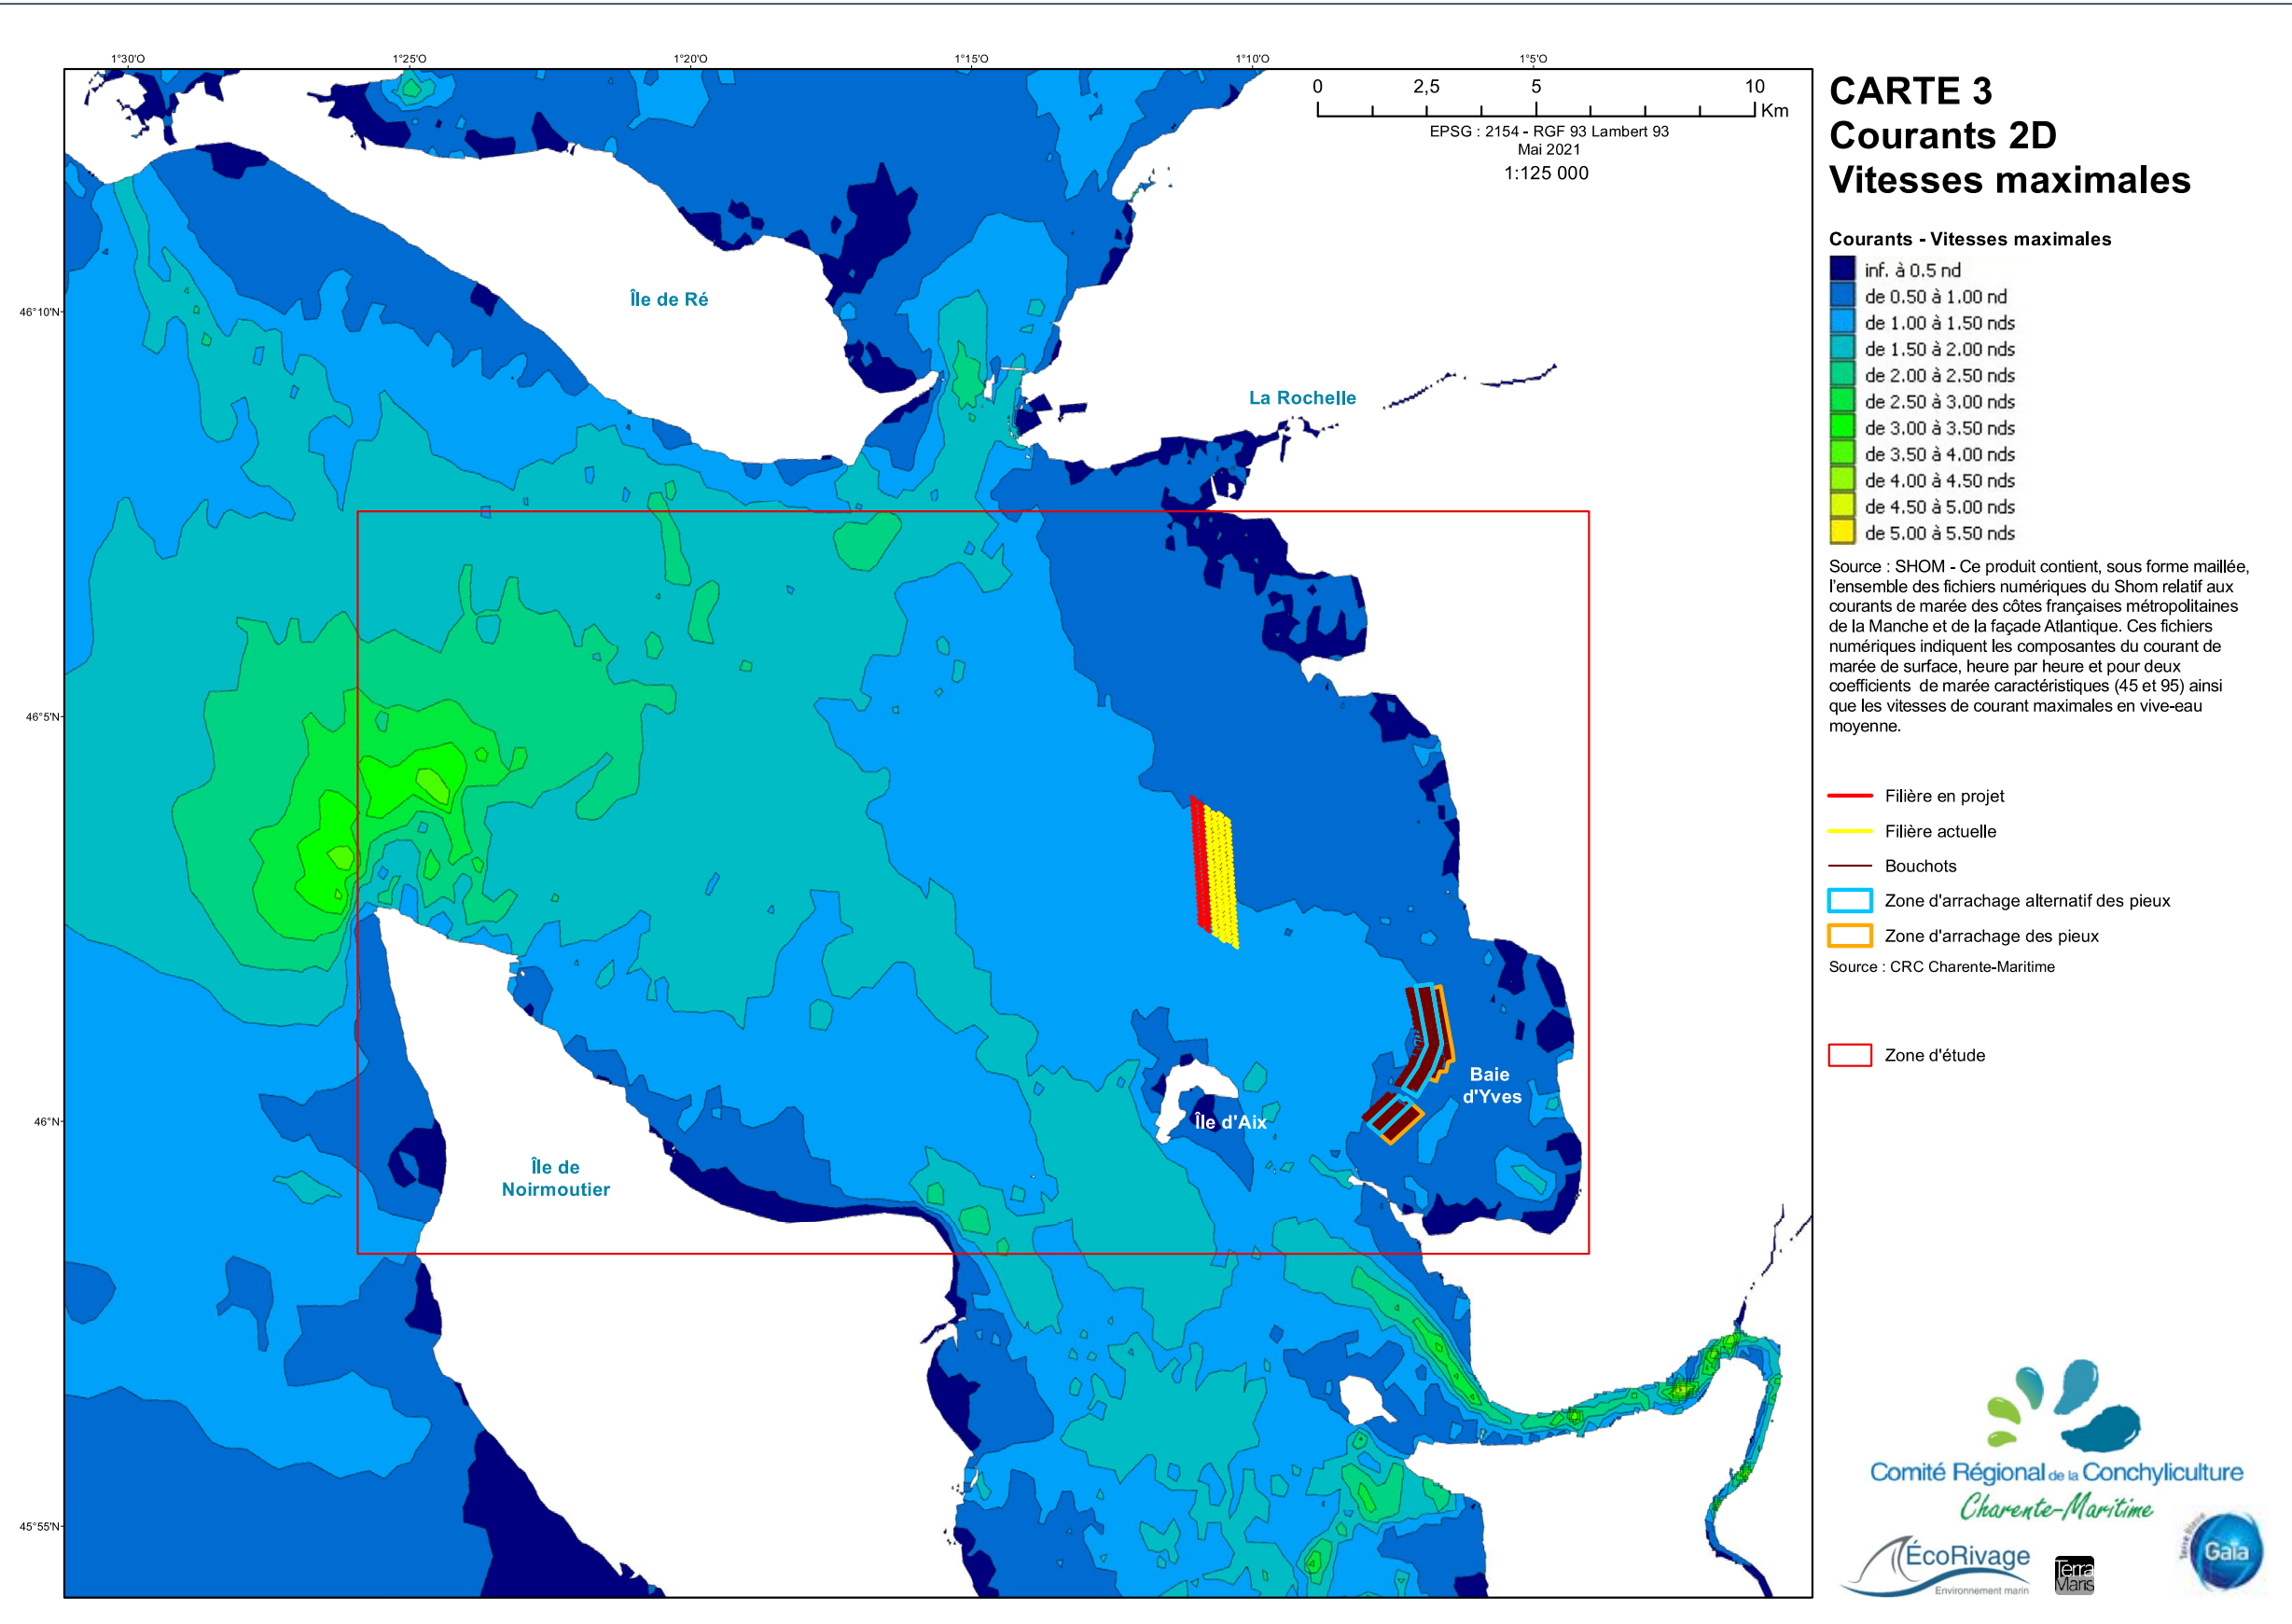 1°30'O
1°25'O
1°20'O
1°15'O
1°10'O
1°5'O
46°10'N
46°5'N
46°N
45°55'N
0 2,5 5 10
Km
EPSG : 2154 - RGF 93 Lambert 93
Mai 2021
1:125 000
Île de Ré
La Rochelle
Baie
d'Yves
Île d'Aix
Île de
Noirmoutier
CARTE 3
Courants 2D
Vitesses maximales
Courants - Vitesses maximales
inf. à 0.5 nd
de 0.50 à 1.00 nd
de 1.00 à 1.50 nds
de 1.50 à 2.00 nds
de 2.00 à 2.50 nds
de 2.50 à 3.00 nds
de 3.00 à 3.50 nds
de 3.50 à 4.00 nds
de 4.00 à 4.50 nds
de 4.50 à 5.00 nds
de 5.00 à 5.50 nds
Source : SHOM - Ce produit contient, sous forme maillée,
l'ensemble des fichiers numériques du Shom relatif aux
courants de marée des côtes françaises métropolitaines
de la Manche et de la façade Atlantique. Ces fichiers
numériques indiquent les composantes du courant de
marée de surface, heure par heure et pour deux
coefficients de marée caractéristiques (45 et 95) ainsi
que les vitesses de courant maximales en vive-eau
moyenne.
Filière en projet
Filière actuelle
Bouchots
Zone d'arrachage alternatif des pieux
Zone d'arrachage des pieux
Source : CRC Charente-Maritime
Zone d'étude
Comité Régional de la Conchyliculture
Charente-Maritime
ÉcoRivage
Environnement marin
Terra
Maris
Terre Bleue
Gaïa